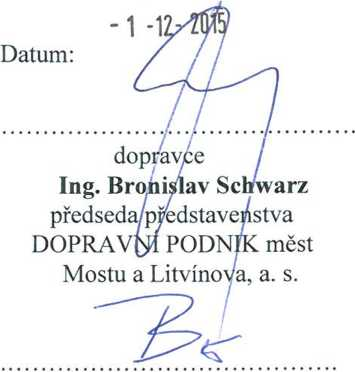 - 1 -12- 2015
Datum:
dopravce
Ing. Bronislav Schwarz
předseda představenstva
DOPRAVNÍ PODNIK měst
Mostu a Litvínova, a. s.